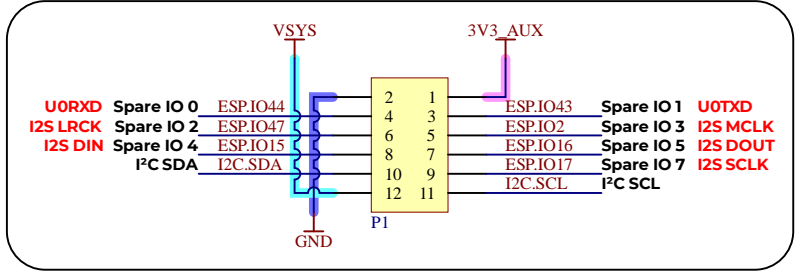 VSYS 3V3_AUX
2 1
U0RXD Spare IO 0 ESP.IO44 4 3 ESP.IO43 Spare IO 1 U0TXD
I2S LRCK Spare IO 2 ESP.IO47 6 5 ESP.IO2 Spare IO 3 I2S MCLK
I2S DIN Spare IO 4 ESP.IO15 8 7 ESP.IO16 Spare IO 5 I2S DOUT
I²C SDA I2C.SDA 10 9 ESP.IO17 Spare IO 7 I2S SCLK
12 11 I2C.SCL I²C SCL
P1
GND